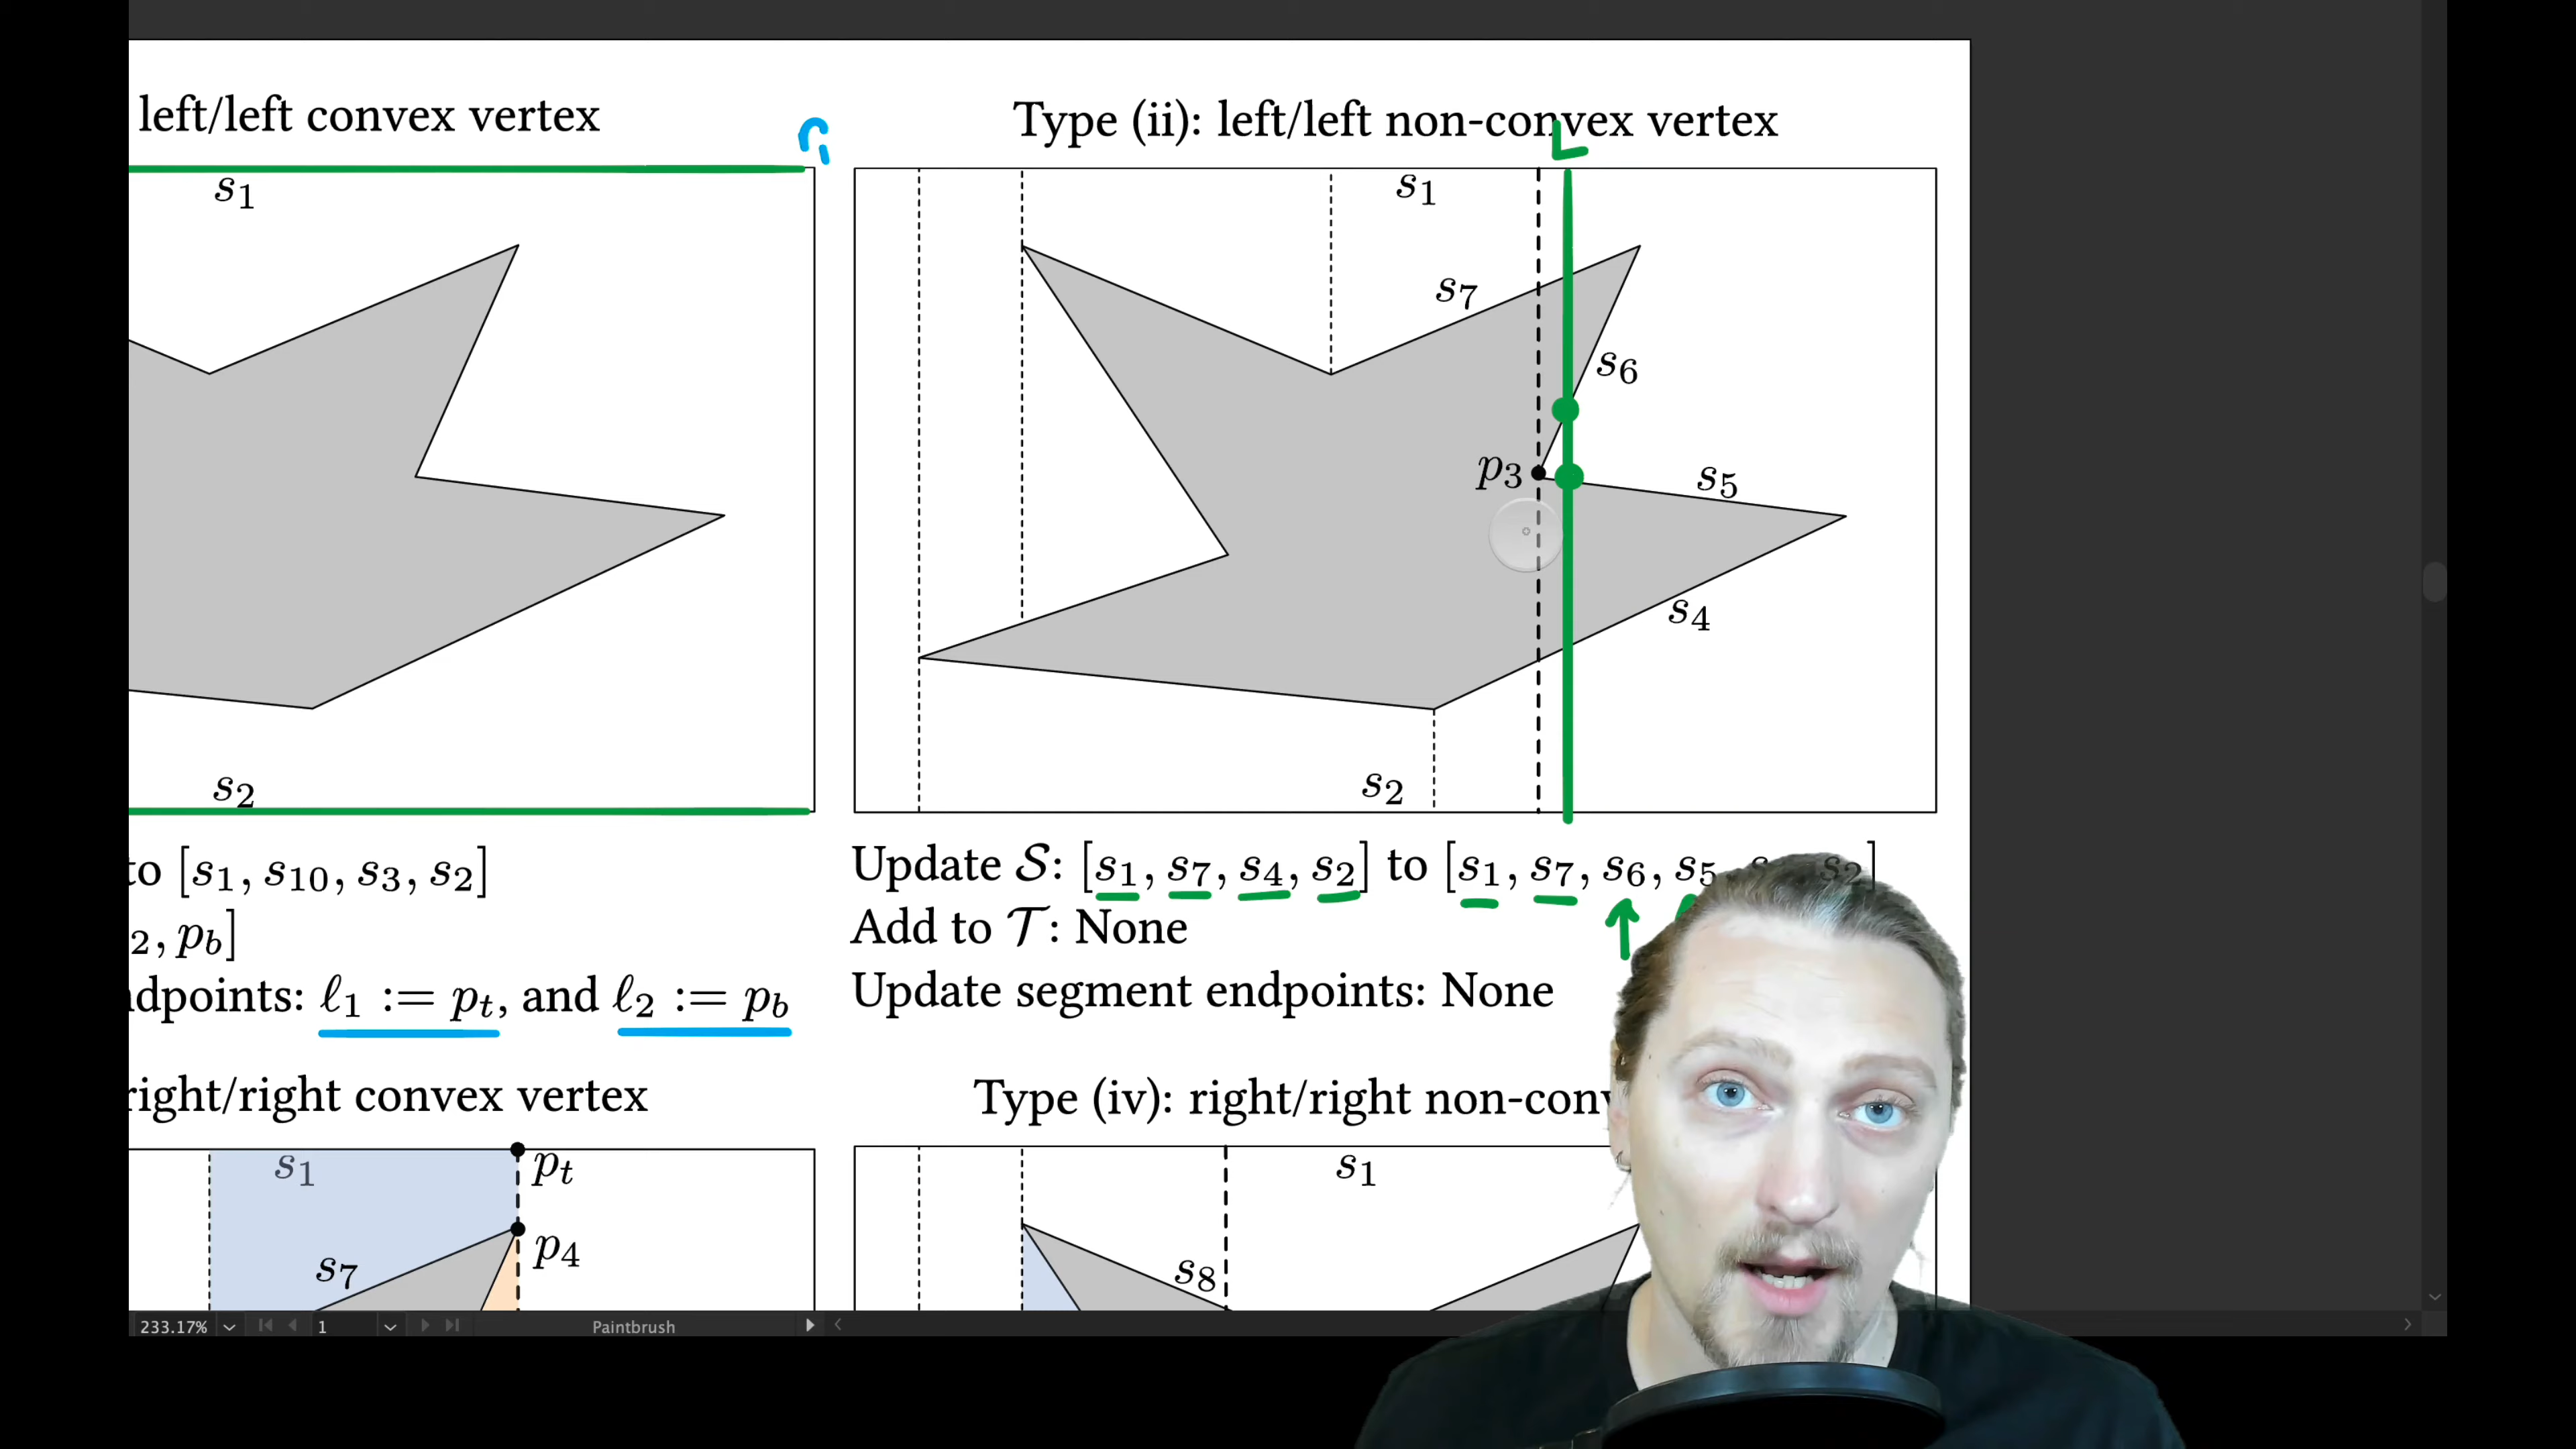 left/left convex vertex
s1
s2
to [s1, s10, s3, s2]
2, pb]
dpoints: ℓ1 := pt, and ℓ2 := pb
Type (ii): left/left non-convex vertex
L
s1
s7
s6
p3
s5
s4
s2
Update 𝒮: [s1, s7, s4, s2] to [s1, s7, s6, s5, s2]
Add to 𝒯: None
Update segment endpoints: None
right/right convex vertex
s1
pt
p4
s7
Type (iv): right/right non-conv
s1
s8
233.17%
1
Paintbrush